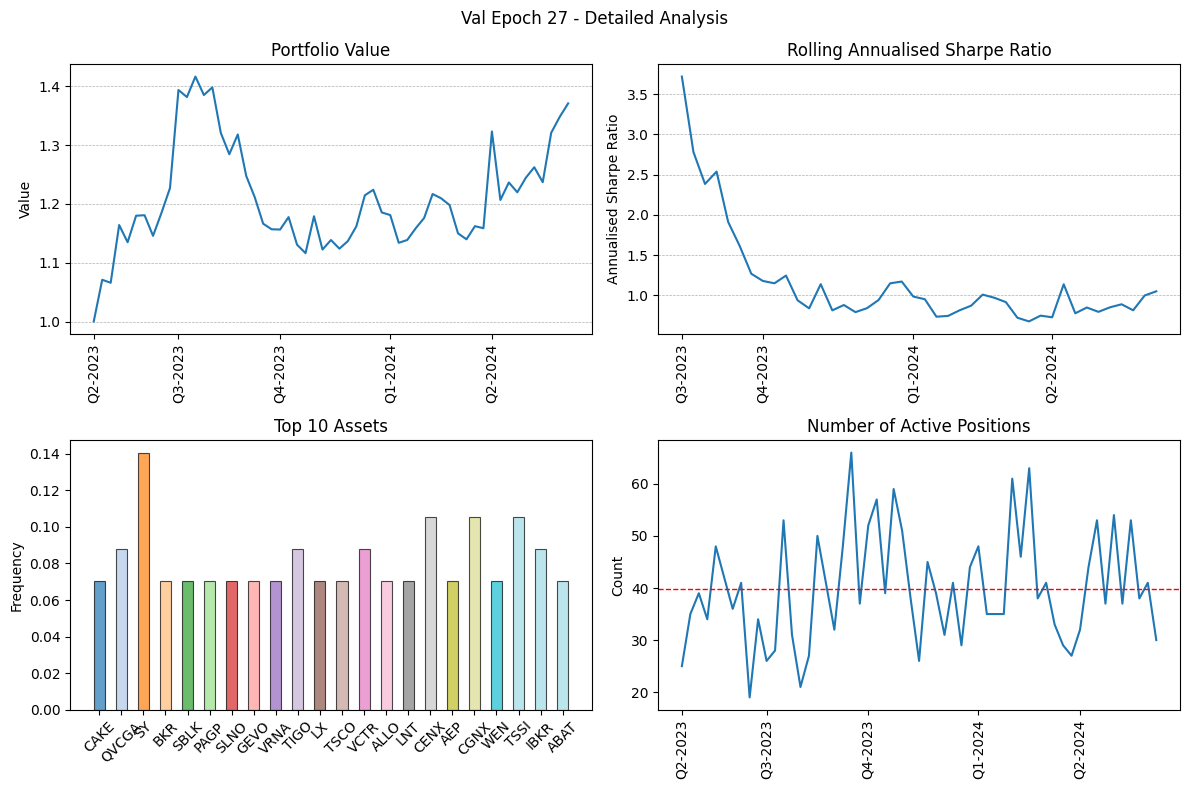 Val Epoch 27 - Detailed Analysis
Portfolio Value
Value
1.4
1.3
1.2
1.1
1.0
Q2-2023
Q3-2023
Q4-2023
Q1-2024
Q2-2024
Rolling Annualised Sharpe Ratio
Annualised Sharpe Ratio
3.5
3.0
2.5
2.0
1.5
1.0
Q3-2023
Q4-2023
Q1-2024
Q2-2024
Top 10 Assets
Frequency
0.14
0.12
0.10
0.08
0.06
0.04
0.02
0.00
CAKE
QVCGA
SY
BKR
SBLK
PAGP
SLNO
GEVO
VRNA
TIGO
LX
TSCO
VCTR
ALLO
LNT
CENX
AEP
CGNX
WEN
TSSI
IBKR
ABAT
Number of Active Positions
Count
60
50
40
30
20
Q2-2023
Q3-2023
Q4-2023
Q1-2024
Q2-2024